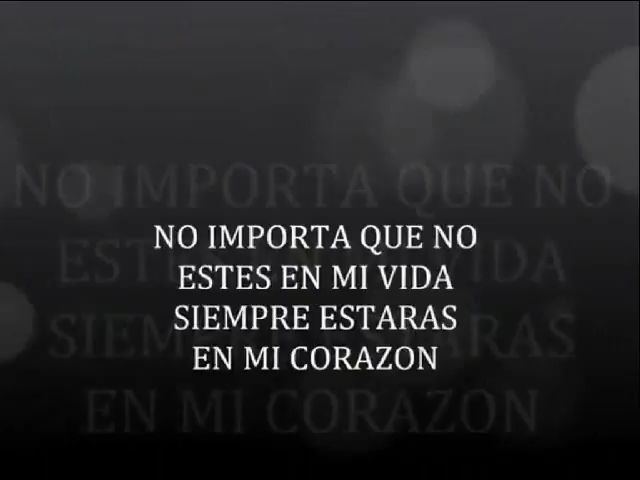 NO IMPORTA QUE NO
ESTES EN MI VIDA
SIEMPRE ESTARAS
EN MI CORAZON